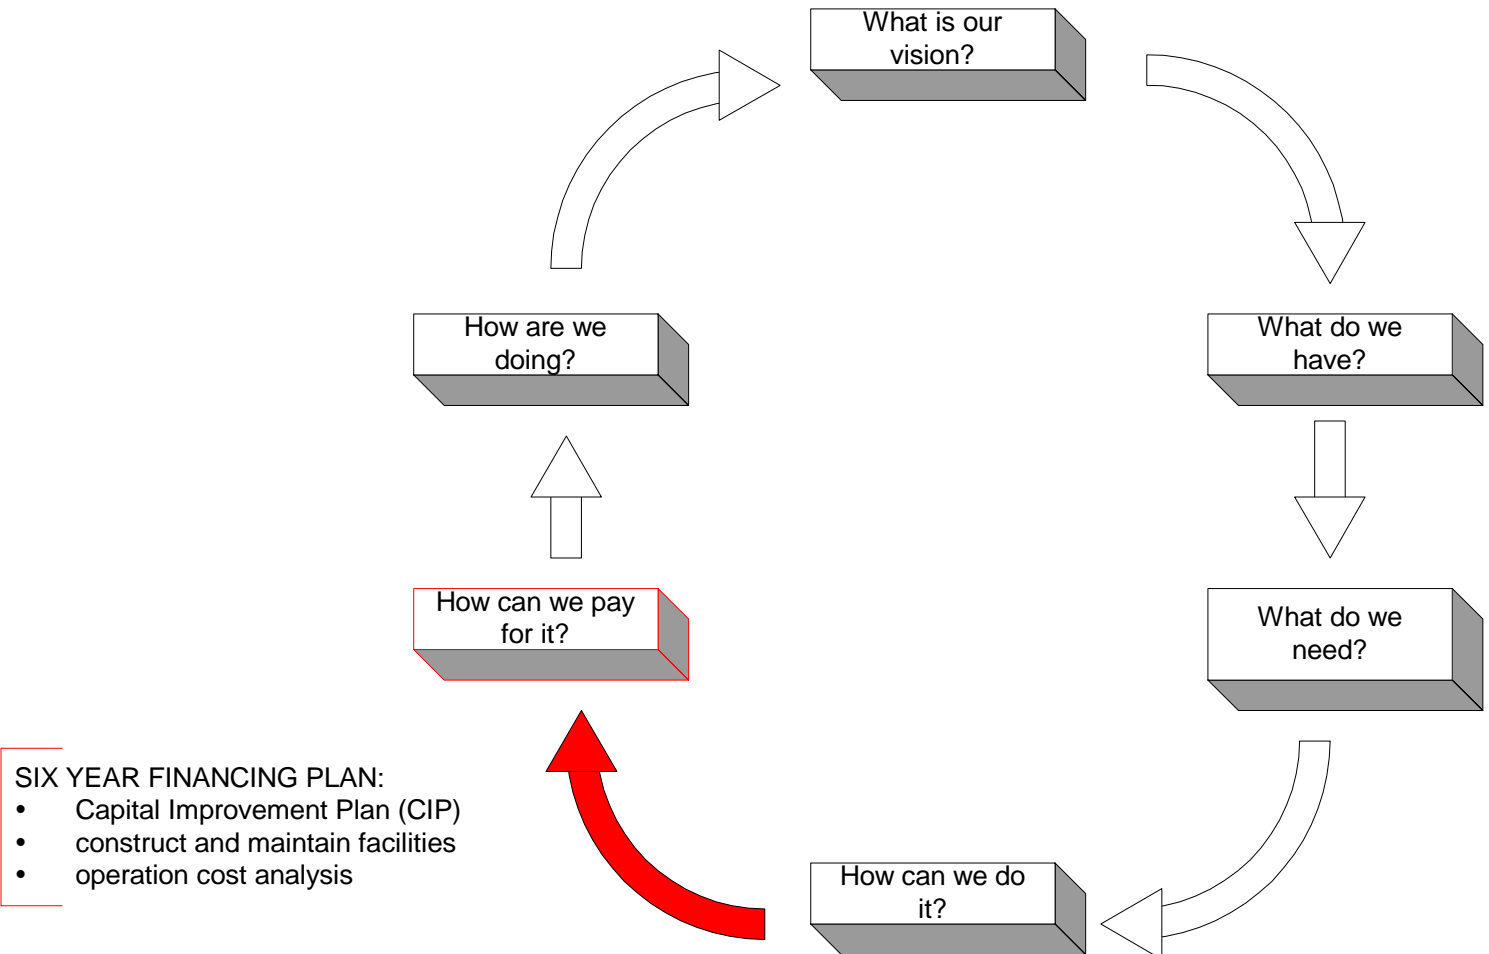 What is our
vision?
How are we
doing?
What do we
have?
How can we pay
for it?
What do we
need?
SIX YEAR FINANCING PLAN:
• Capital Improvement Plan (CIP)
• construct and maintain facilities
• operation cost analysis
How can we do
it?